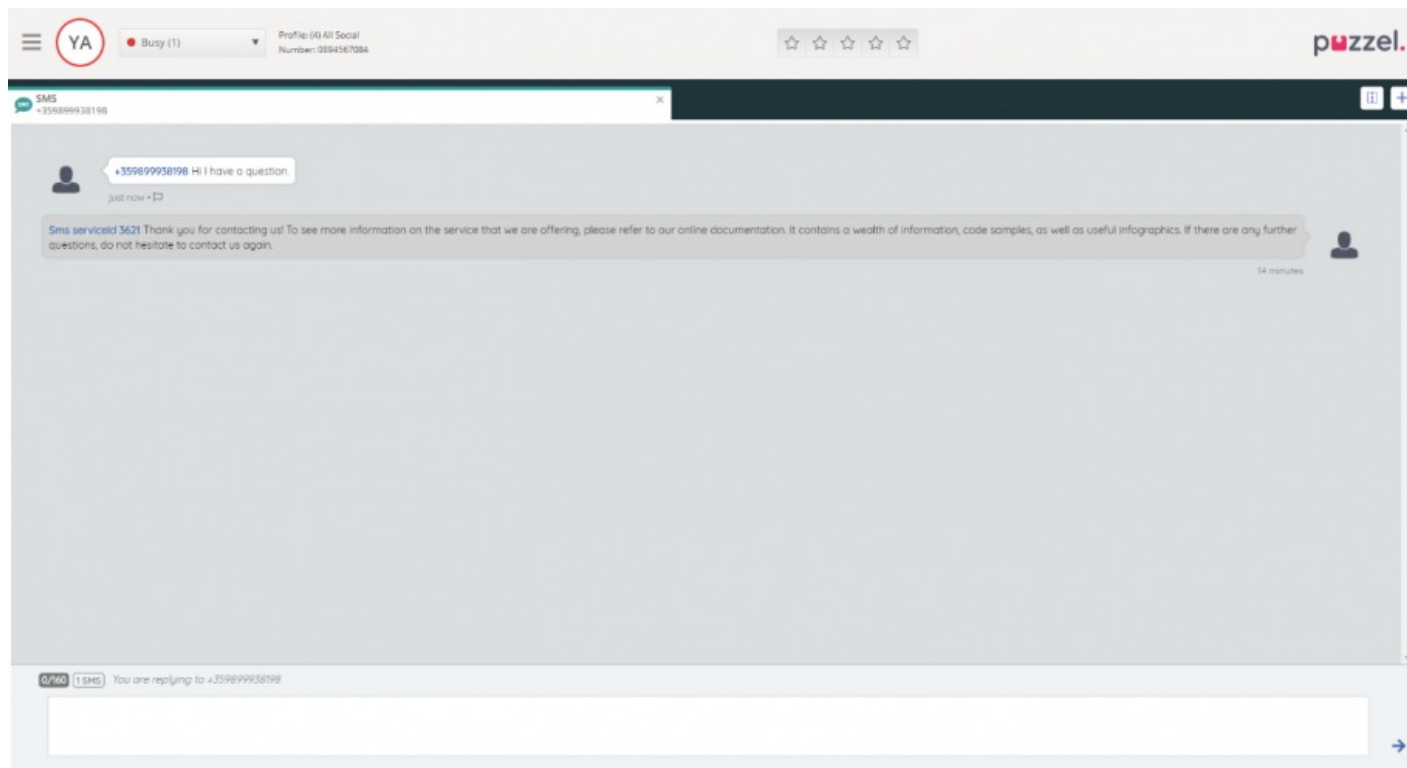 YA
Busy (1)
Profile: (4) All Social
Number: 0894567084
puzzel.
SMS
SMS
+359899938198
+359899938198 Hi I have a question.
just now •
Sms serviceId 3621 Thank you for contacting us! To see more information on the service that we are offering, please refer to our online documentation. It contains a wealth of information, code samples, as well as useful infographics. If there are any further
questions, do not hesitate to contact us again.
14 minutes
0/160 1 SMS You are replying to +359899938198